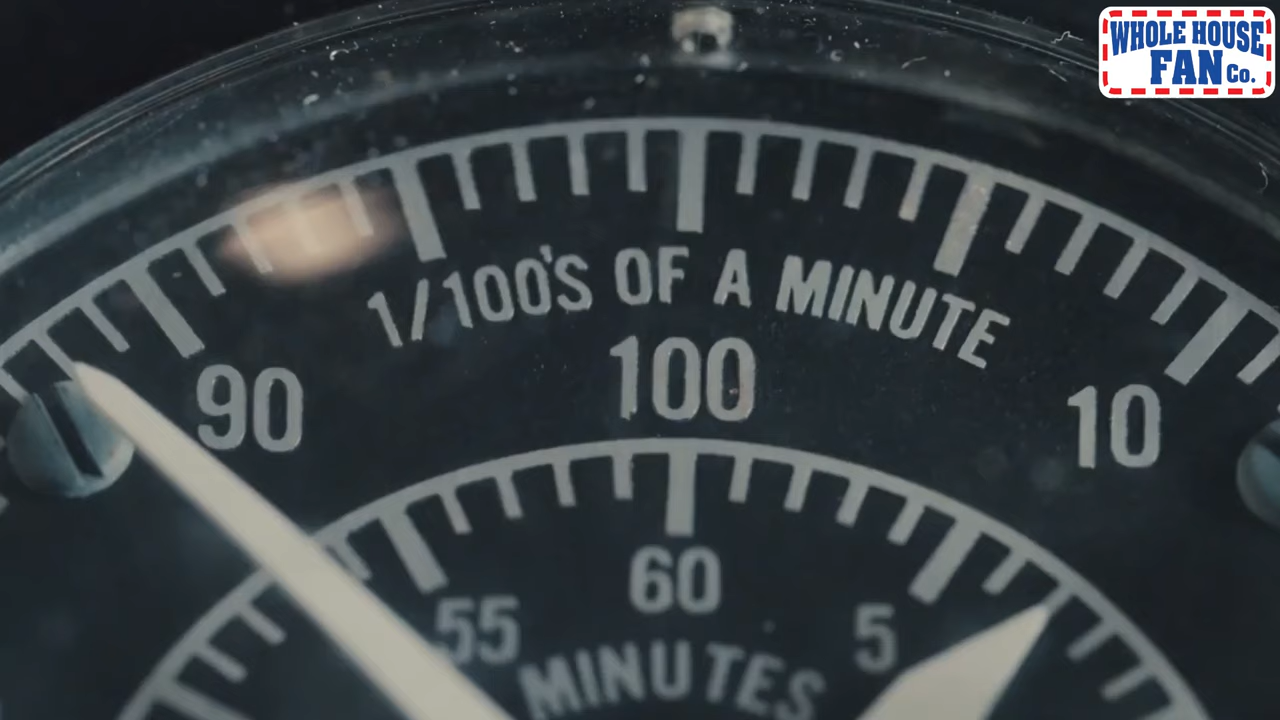 WHOLE HOUSE
FAN Co.
1/100'S OF A MINUTE
90 100 10
55 60 5
MINUTES